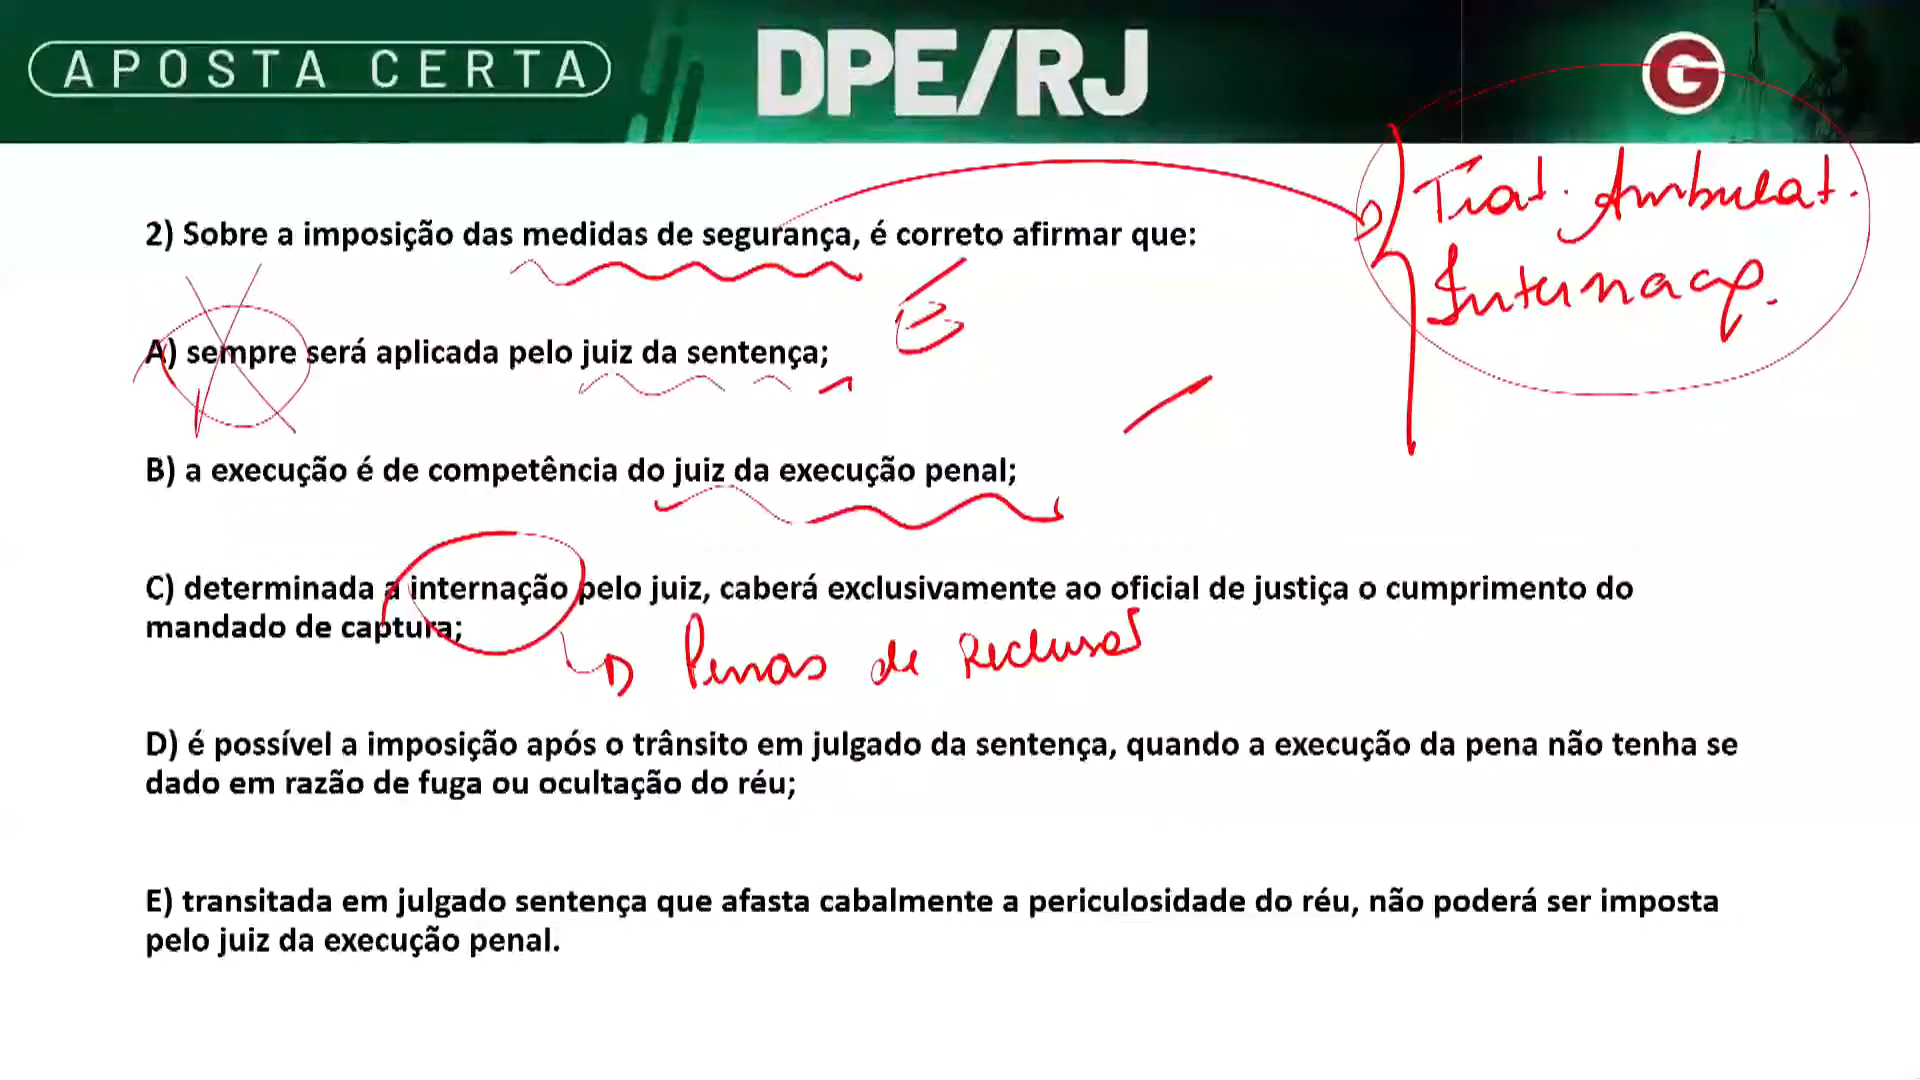 APOSTA CERTA
DPE/RJ
G
Trat. Ambulat.
2) Sobre a imposição das medidas de segurança, é correto afirmar que:
Internaçp.
A) sempre será aplicada pelo juiz da sentença;
B) a execução é de competência do juiz da execução penal;
C) determinada a internação pelo juiz, caberá exclusivamente ao oficial de justiça o cumprimento do
mandado de captura;
Penas de Reclusão
D) é possível a imposição após o trânsito em julgado da sentença, quando a execução da pena não tenha se
dado em razão de fuga ou ocultação do réu;
E) transitada em julgado sentença que afasta cabalmente a periculosidade do réu, não poderá ser imposta
pelo juiz da execução penal.